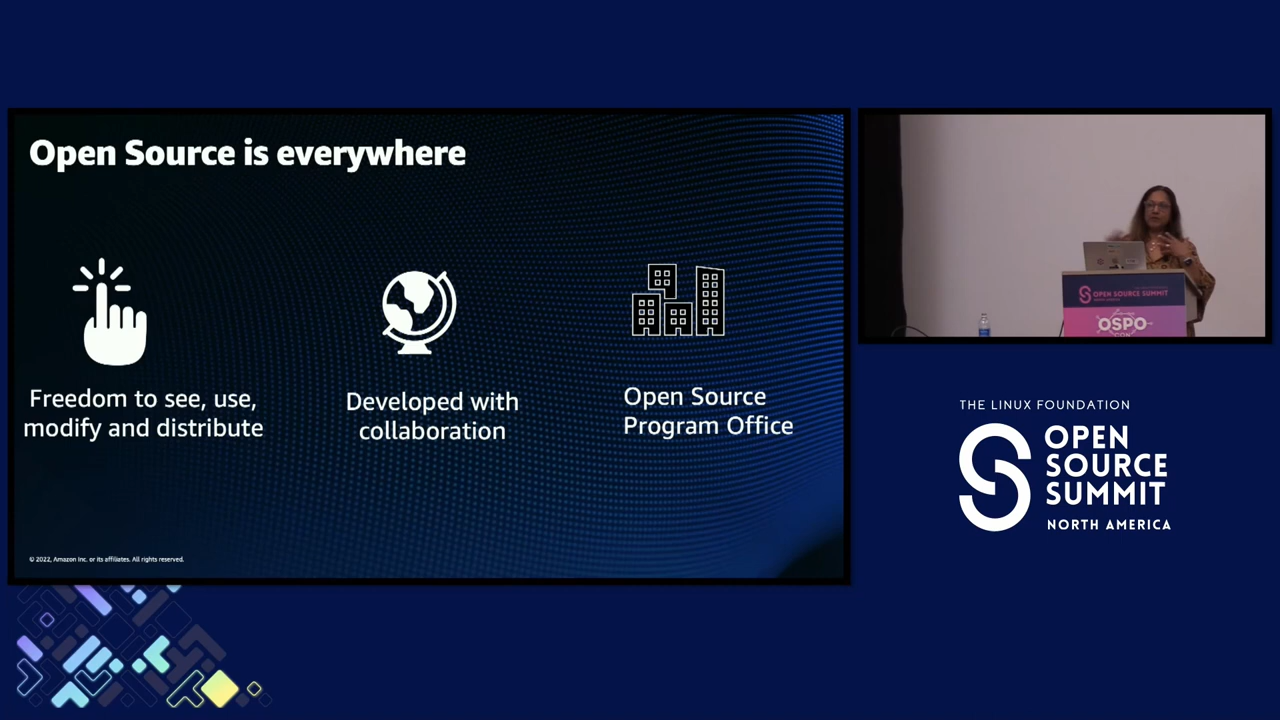 Open Source is everywhere
Freedom to see, use,
modify and distribute
Developed with
collaboration
Open Source
Program Office
© 2022, Amazon Inc. or its affiliates. All rights reserved.
OPEN SOURCE SUMMIT
OSPO
CON
THE LINUX FOUNDATION
OPEN
SOURCE
SUMMIT
NORTH AMERICA